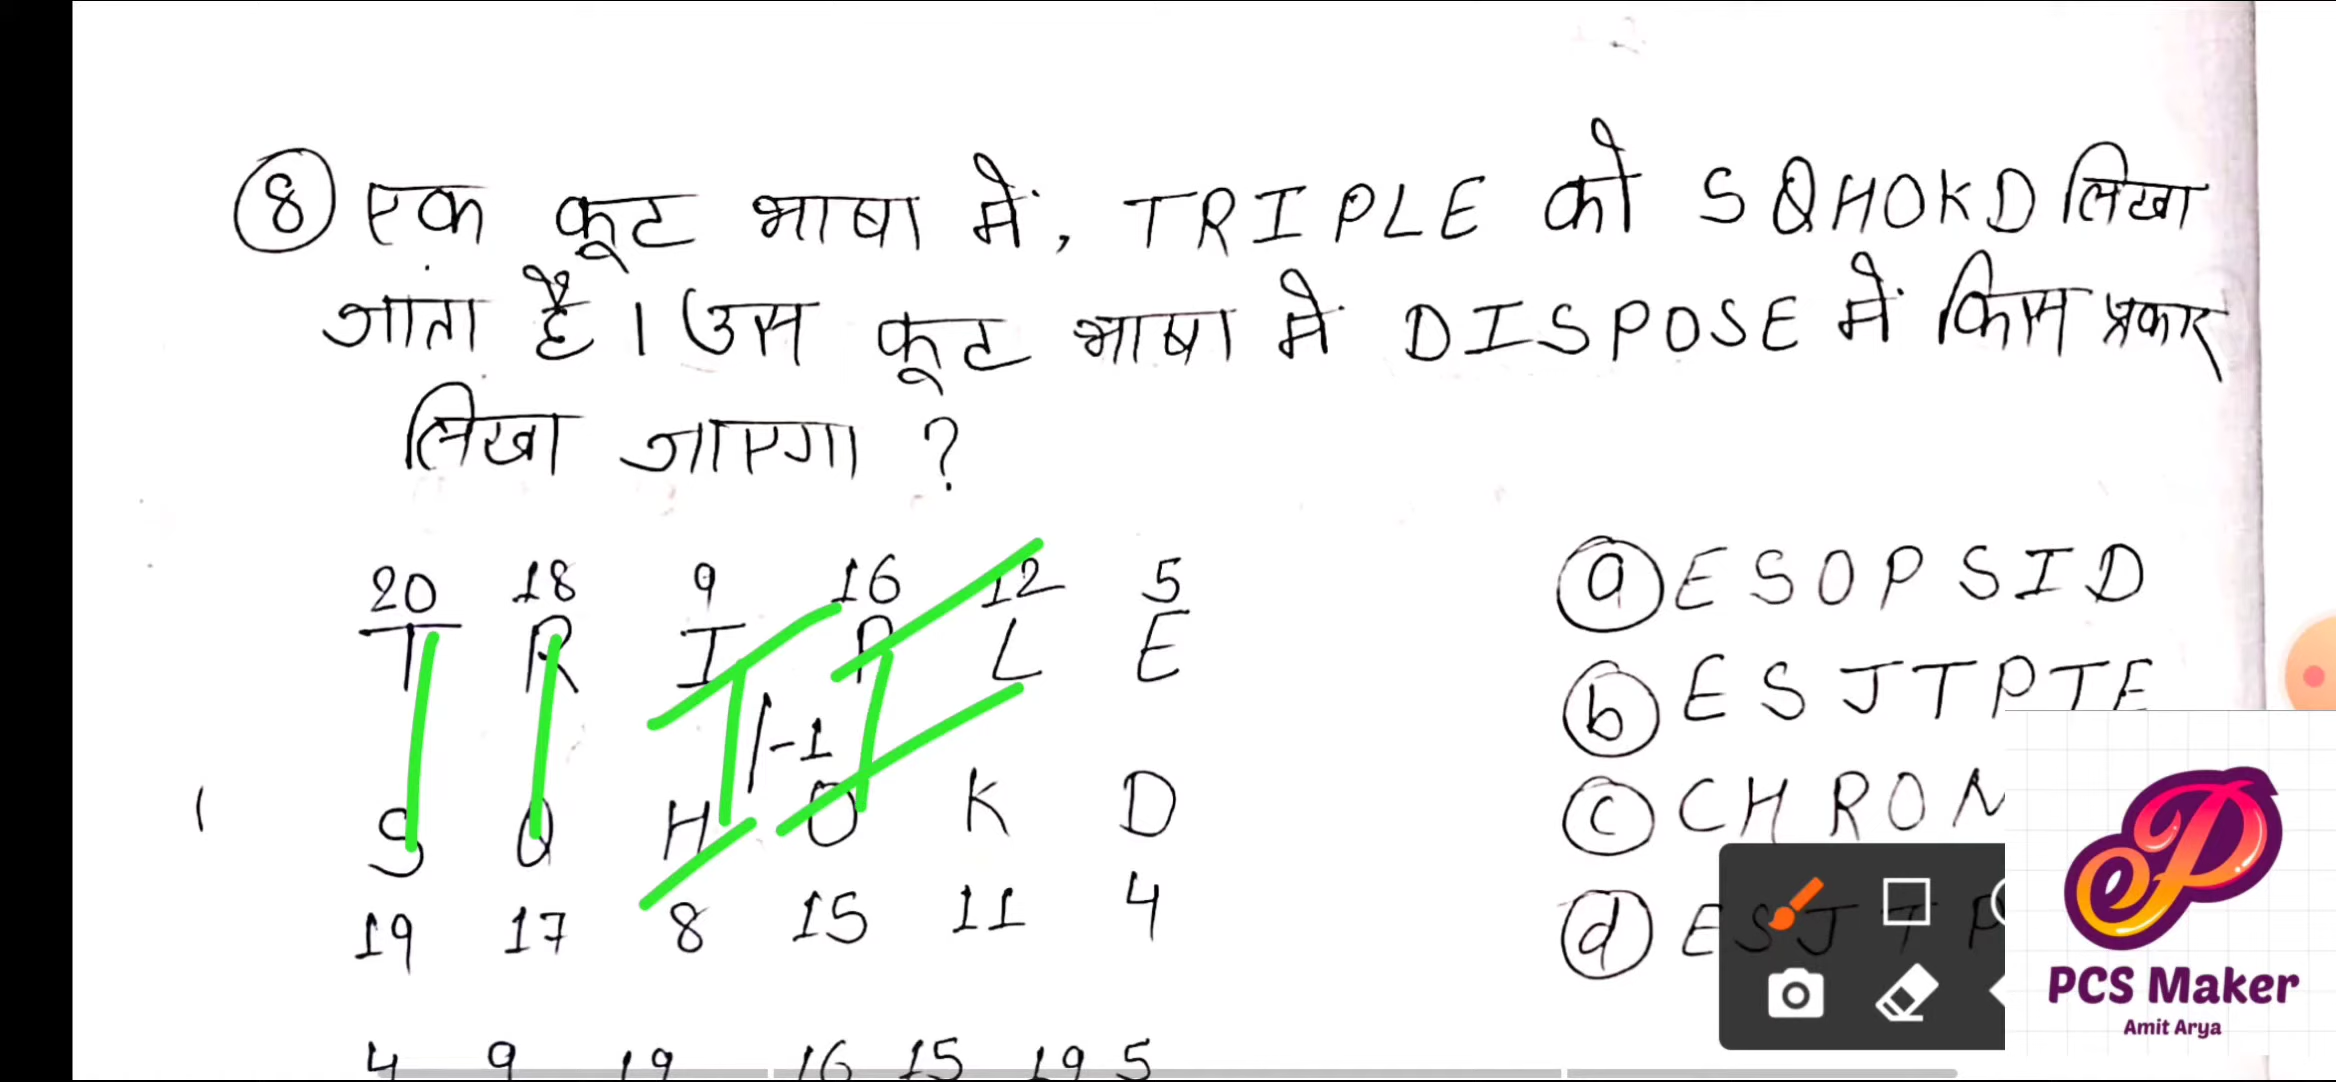 8 एक कूट भाषा में, TRIPLE को SQHOKD लिखा
जाता है। उस कूट भाषा में DISPOSE में किस प्रकार
लिखा जाएगा ?
20 18 9 16 12 5
T R I P L E
-1
S Q H O K D
19 17 8 15 11 4
4 9 19 16 15 19 5
a ESOPSID
b ESJTPTE
c CHRON
d ESJTP
PCS Maker
Amit Arya